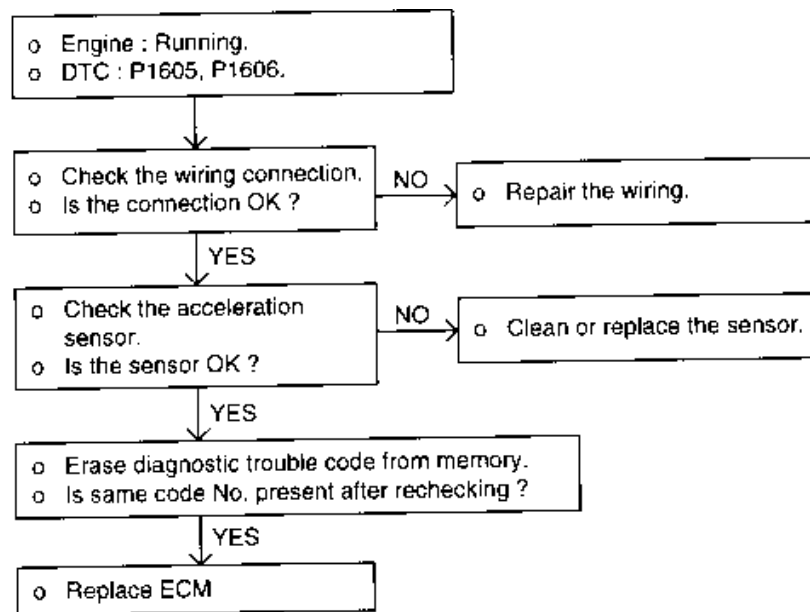 o Engine : Running.
o DTC : P1605, P1606.
o Check the wiring connection.
o Is the connection OK ?
NO
o Repair the wiring.
YES
o Check the acceleration
sensor.
o Is the sensor OK ?
NO
o Clean or replace the sensor.
YES
o Erase diagnostic trouble code from memory.
o Is same code No. present after rechecking ?
YES
o Replace ECM